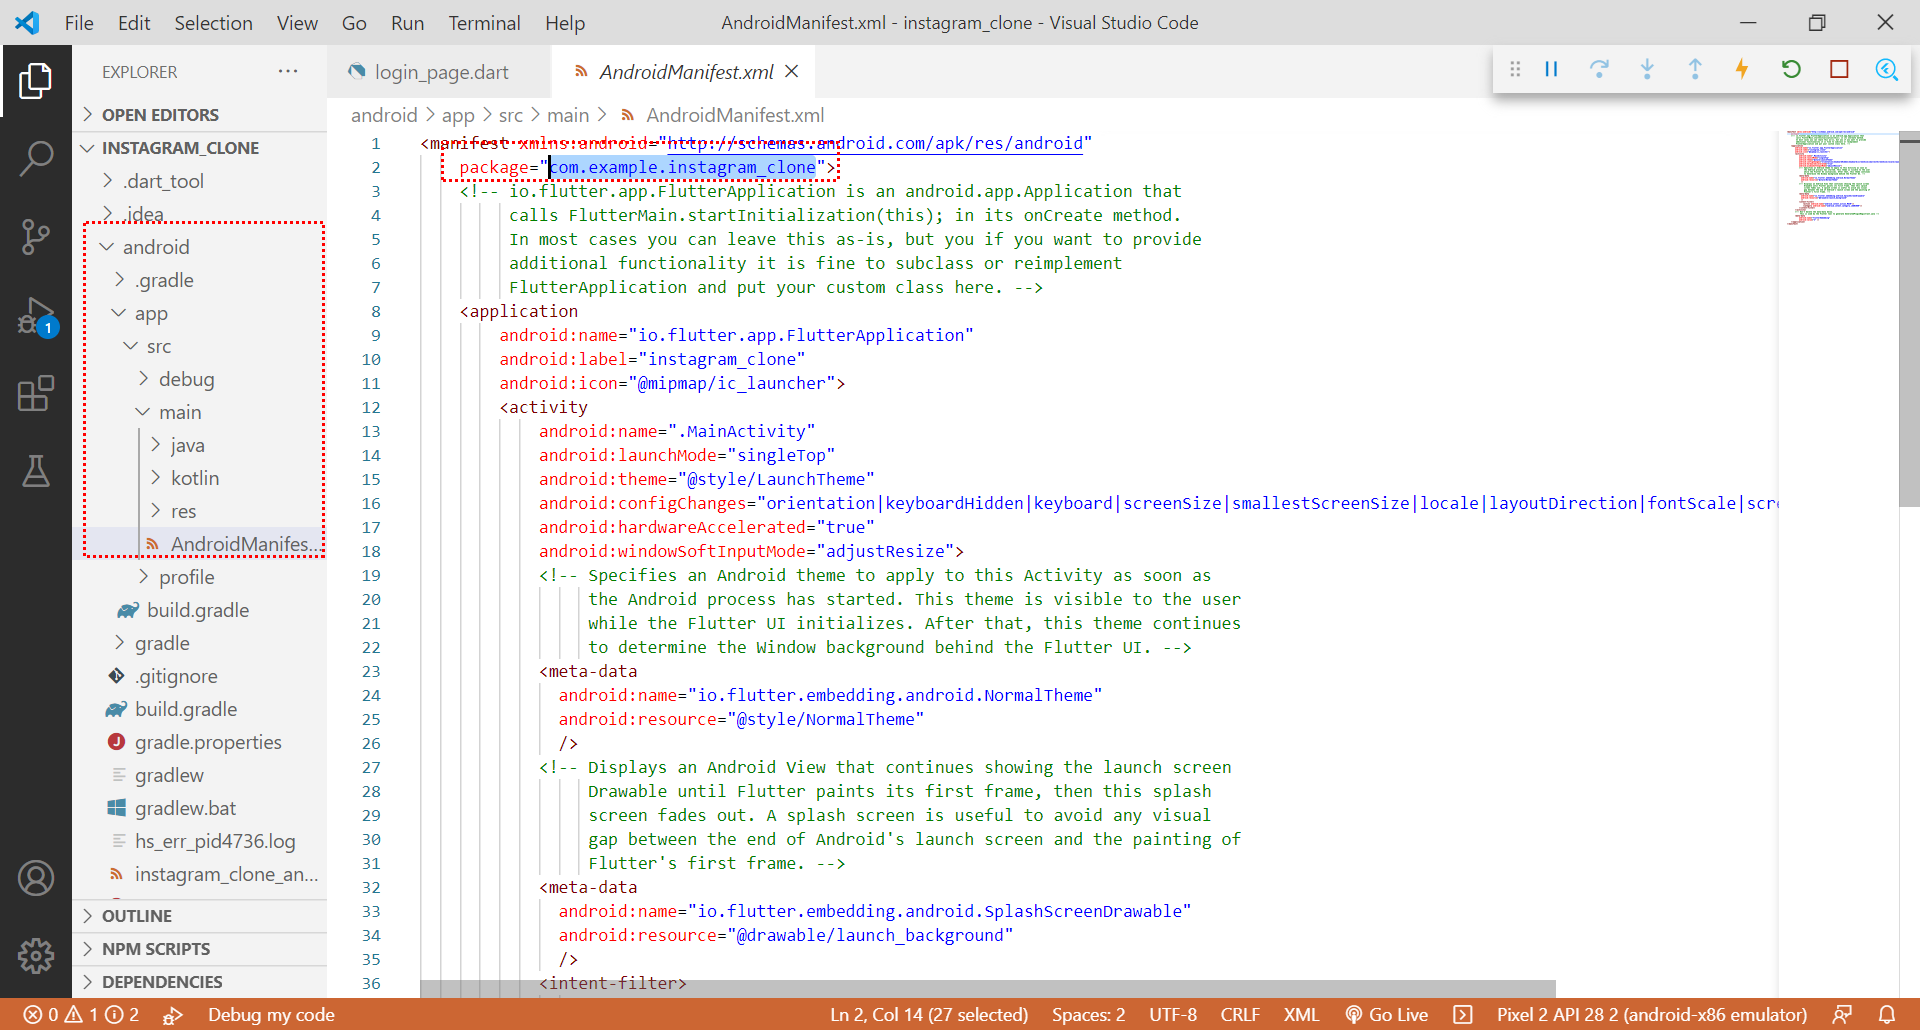 File Edit Selection View Go Run Terminal Help
AndroidManifest.xml - instagram_clone - Visual Studio Code
EXPLORER
OPEN EDITORS
INSTAGRAM_CLONE
.dart_tool
.idea
android
.gradle
app
src
debug
main
java
kotlin
res
AndroidManifes...
profile
build.gradle
gradle
.gitignore
build.gradle
gradle.properties
gradlew
gradlew.bat
hs_err_pid4736.log
instagram_clone_an...
OUTLINE
NPM SCRIPTS
DEPENDENCIES
1
login_page.dart
AndroidManifest.xml
android > app > src > main > AndroidManifest.xml
1 <manifest xmlns:android="http://schemas.android.com/apk/res/android"
2 package="com.example.instagram_clone">
3 <!-- io.flutter.app.FlutterApplication is an android.app.Application that
4 calls FlutterMain.startInitialization(this); in its onCreate method.
5 In most cases you can leave this as-is, but you if you want to provide
6 additional functionality it is fine to subclass or reimplement
7 FlutterApplication and put your custom class here. -->
8 <application
9 android:name="io.flutter.app.FlutterApplication"
10 android:label="instagram_clone"
11 android:icon="@mipmap/ic_launcher">
12 <activity
13 android:name=".MainActivity"
14 android:launchMode="singleTop"
15 android:theme="@style/LaunchTheme"
16 android:configChanges="orientation|keyboardHidden|keyboard|screenSize|smallestScreenSize|locale|layoutDirection|fontScale|scre
17 android:hardwareAccelerated="true"
18 android:windowSoftInputMode="adjustResize">
19 <!-- Specifies an Android theme to apply to this Activity as soon as
20 the Android process has started. This theme is visible to the user
21 while the Flutter UI initializes. After that, this theme continues
22 to determine the Window background behind the Flutter UI. -->
23 <meta-data
24 android:name="io.flutter.embedding.android.NormalTheme"
25 android:resource="@style/NormalTheme"
26 />
27 <!-- Displays an Android View that continues showing the launch screen
28 Drawable until Flutter paints its first frame, then this splash
29 screen fades out. A splash screen is useful to avoid any visual
30 gap between the end of Android's launch screen and the painting of
31 Flutter's first frame. -->
32 <meta-data
33 android:name="io.flutter.embedding.android.SplashScreenDrawable"
34 android:resource="@drawable/launch_background"
35 />
36 <intent-filter>
0 1 2 Debug my code Ln 2, Col 14 (27 selected) Spaces: 2 UTF-8 CRLF XML Go Live Pixel 2 API 28 2 (android-x86 emulator)